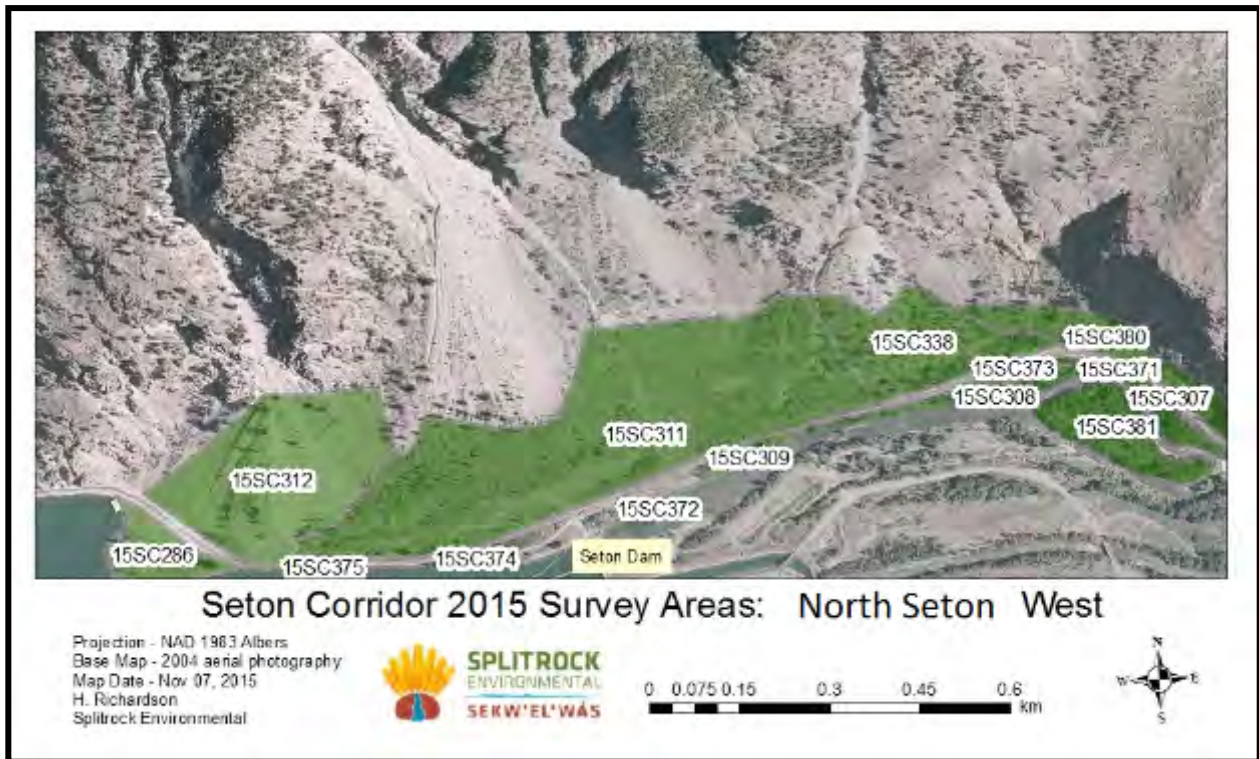 15SC380
15SC338
15SC373
15SC371
15SC308
15SC307
15SC381
15SC311
15SC309
15SC312
15SC372
15SC286
15SC375
15SC374
Seton Dam
Seton Corridor 2015 Survey Areas: North Seton West
Projection - NAD 1983 Albers
Base Map - 2004 aerial photography
Map Date - Nov 07, 2015
H. Richardson
Splitrock Environmental
SPLITROCK
ENVIRONMENTAL
SEKW'EL'WÁS
0 0.075 0.15 0.3 0.45 0.6
km
N
W E
S